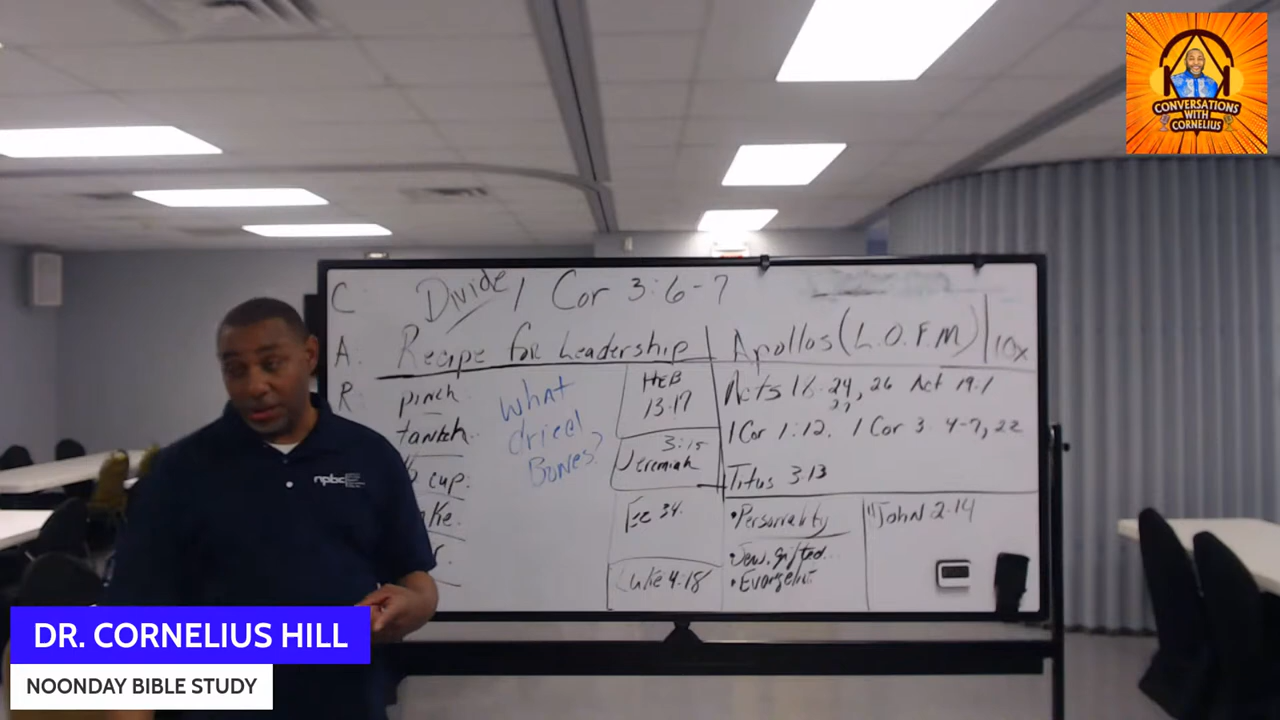 CONVERSATIONS
WITH
CORNELIUS
C
Divide 1 Cor 3:6-7
A. Recipe for Leadership
Apollos (L.O.F.M) 10x
R
pinch
What
dried
Bones?
HEB
13:17
Acts 18-24, 26 Act 19:1
27
1 Cor 1:12. 1 Cor 3 4-7, 22
3:15
Jeremiah
cup.
Titus 3:13
34
• Personality
"John 2:14
• Jew. gifted
• Evangelist
Luke 4:18
npbc
DR. CORNELIUS HILL
NOONDAY BIBLE STUDY